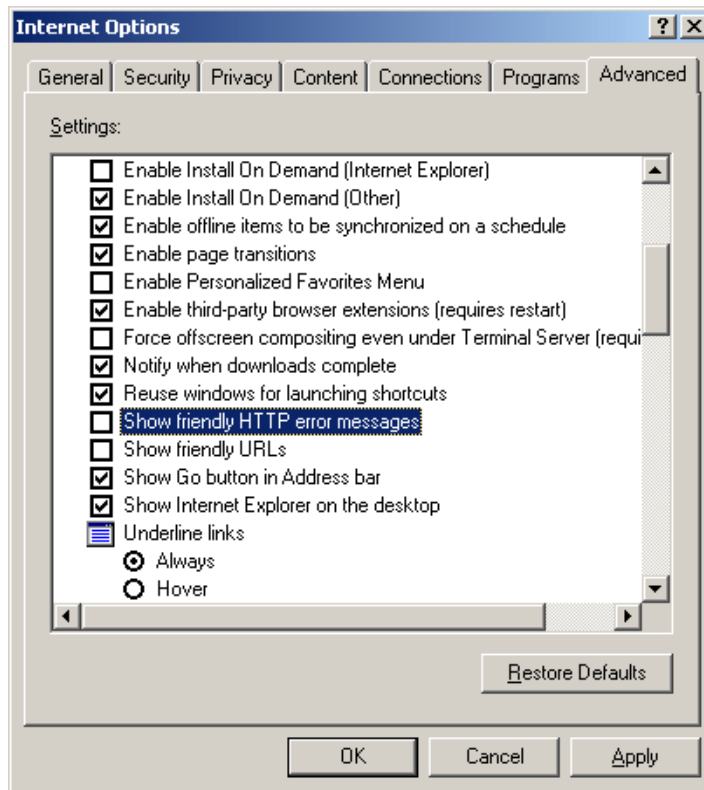 Internet Options
General Security Privacy Content Connections Programs Advanced
Settings:
Enable Install On Demand (Internet Explorer)
Enable Install On Demand (Other)
Enable offline items to be synchronized on a schedule
Enable page transitions
Enable Personalized Favorites Menu
Enable third-party browser extensions (requires restart)
Force offscreen compositing even under Terminal Server (requi
Notify when downloads complete
Reuse windows for launching shortcuts
Show friendly HTTP error messages
Show friendly URLs
Show Go button in Address bar
Show Internet Explorer on the desktop
Underline links
Always
Hover
Restore Defaults
OK Cancel Apply